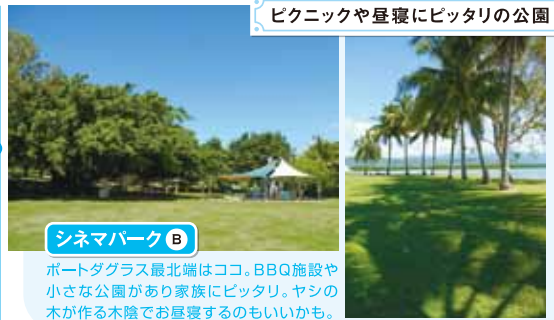 ピクニックや昼寝にピッタリの公園
シネマパーク B
ポートダグラス最北端はココ。BBQ施設や
小さな公園があり家族にピッタリ。ヤシの
木が作る木陰でお昼寝するのもいいかも。